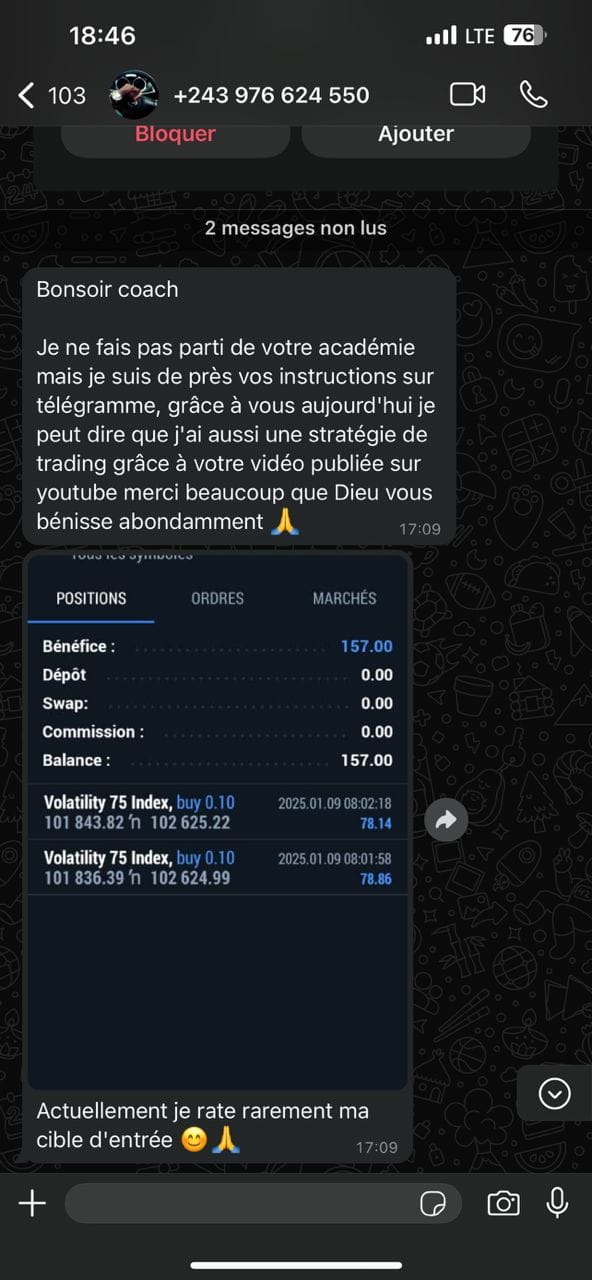 18:46
LTE 76
103
+243 976 624 550
Bloquer
Ajouter
2 messages non lus
Bonsoir coach
Je ne fais pas parti de votre académie
mais je suis de près vos instructions sur
télégramme, grâce à vous aujourd'hui je
peut dire que j'ai aussi une stratégie de
trading grâce à votre vidéo publiée sur
youtube merci beaucoup que Dieu vous
bénisse abondamment 🙏
17:09
Tous les symboles
POSITIONS ORDRES MARCHÉS
Bénéfice : 157.00
Dépôt 0.00
Swap: 0.00
Commission : 0.00
Balance : 157.00
Volatility 75 Index, buy 0.10 2025.01.09 08:02:18
101 843.82 'n 102 625.22 78.14
Volatility 75 Index, buy 0.10 2025.01.09 08:01:58
101 836.39 'n 102 624.99 78.86
Actuellement je rate rarement ma
cible d'entrée 😊🙏
17:09